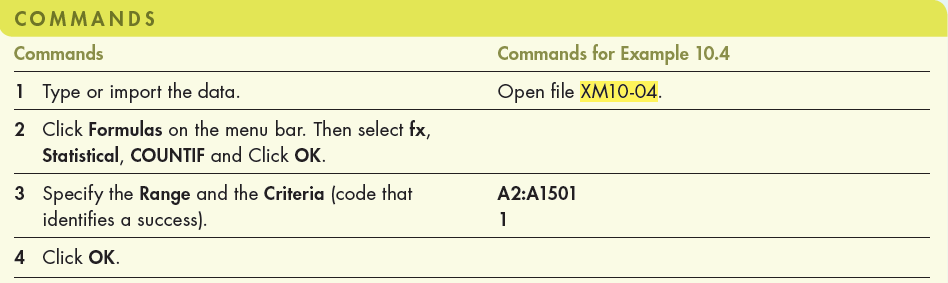 COMMANDS
Commands Commands for Example 10.4
1 Type or import the data. Open file XM10-04.
2 Click Formulas on the menu bar. Then select fx,
Statistical, COUNTIF and Click OK.
3 Specify the Range and the Criteria (code that A2:A1501
identifies a success). 1
4 Click OK.